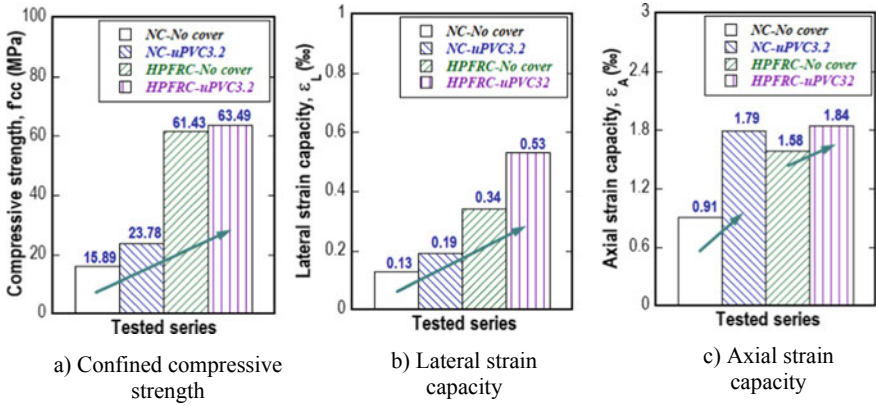 Compressive strength, f'cc (MPa)
100
80
60
40
20
0
NC-No cover
NC-uPVC3.2
HPFRC-No cover
HPFRC-uPVC3.2
15.89
23.78
61.43
63.49
Tested series
a) Confined compressive
strength
Lateral strain capacity, ε_L (‰)
1
0.8
0.6
0.4
0.2
0
NC-No cover
NC-uPVC3.2
HPFRC-No cover
HPFRC-uPVC32
0.13
0.19
0.34
0.53
Tested series
b) Lateral strain
capacity
Axial strain capacity, ε_A (‰)
3
2.4
1.8
1.2
0.6
0
NC-No cover
NC-uPVC3.2
HPFRC-No cover
HPFRC-uPVC32
0.91
1.79
1.58
1.84
Tested series
c) Axial strain
capacity